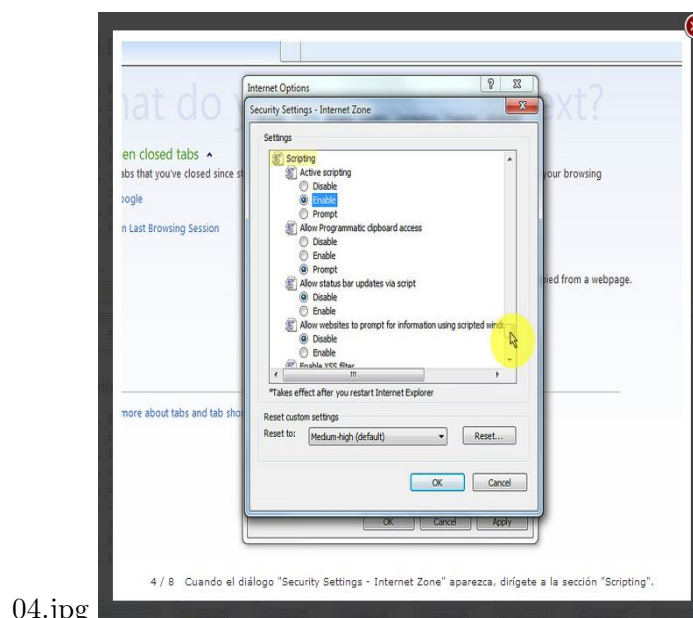 Internet Options
Security Settings - Internet Zone
Settings
Scripting
Active scripting
Disable
Enable
Prompt
Allow Programmatic clipboard access
Disable
Enable
Prompt
Allow status bar updates via script
Disable
Enable
Allow websites to prompt for information using scripted
Disable
Enable
Enable XSS filter
*Takes effect after you restart Internet Explorer
Reset custom settings
Reset to: Medium-high (default) Reset...
OK Cancel
OK Cancel Apply
at do ext?
en closed tabs
abs that you've closed since your browsing
ogle
n Last Browsing Session
pied from a webpage.
more about tabs and tab
4 / 8 Cuando el diálogo "Security Settings - Internet Zone" aparezca, dirígete a la sección "Scripting".
04.jpg